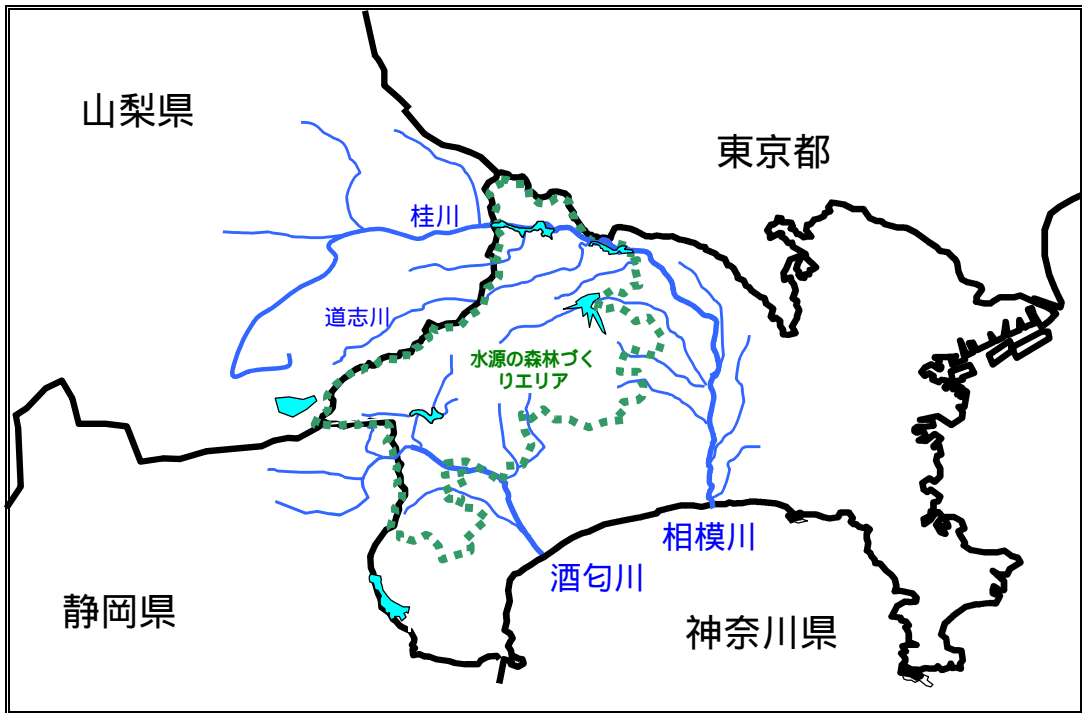 山梨県
東京都
桂川
道志川
水源の森林づく
りエリア
相模川
酒匂川
静岡県
神奈川県